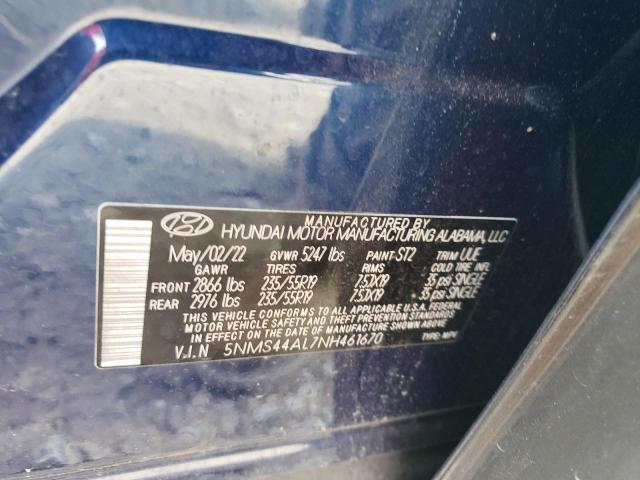 MANUFACTURED BY
HYUNDAI MOTOR MANUFACTURING ALABAMA, LLC
May/02/22 GVWR 5247 lbs PAINT:ST2 TRIM UUE
GAWR TIRES RIMS COLD TIRE INFLATION
FRONT 2866 lbs 235/55R19 7.5JX19 35 psi SINGLE
REAR 2976 lbs 235/55R19 7.5JX19 35 psi SINGLE
THIS VEHICLE CONFORMS TO ALL APPLICABLE FEDERAL MOTOR
VEHICLE SAFETY AND THEFT PREVENTION STANDARDS
IN EFFECT ON THE DATE OF MANUFACTURE SHOWN ABOVE.
V.I.N 5NMS44AL7NH461670 TYPE: MPV